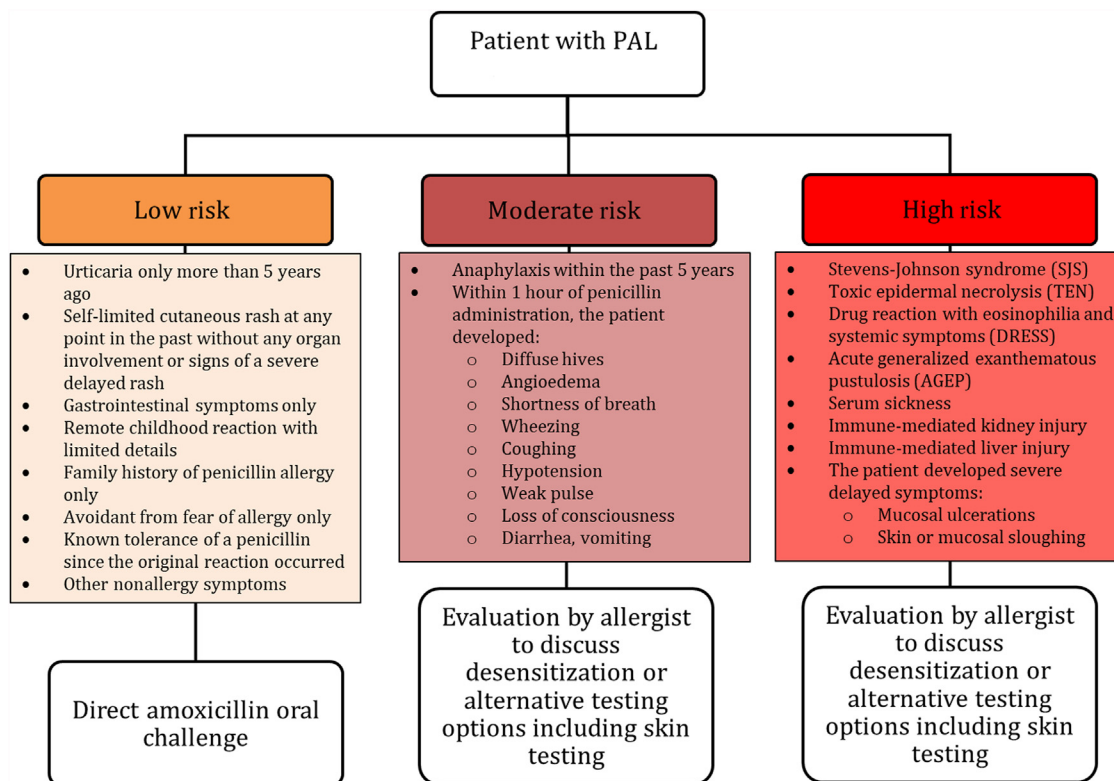 Patient with PAL
Low risk
• Urticaria only more than 5 years
ago
• Self-limited cutaneous rash at any
point in the past without any organ
involvement or signs of a severe
delayed rash
• Gastrointestinal symptoms only
• Remote childhood reaction with
limited details
• Family history of penicillin allergy
only
• Avoidant from fear of allergy only
• Known tolerance of a penicillin
since the original reaction occurred
• Other nonallergy symptoms
Direct amoxicillin oral
challenge
Moderate risk
• Anaphylaxis within the past 5 years
• Within 1 hour of penicillin
administration, the patient
developed:
o Diffuse hives
o Angioedema
o Shortness of breath
o Wheezing
o Coughing
o Hypotension
o Weak pulse
o Loss of consciousness
o Diarrhea, vomiting
Evaluation by allergist
to discuss
desensitization or
alternative testing
options including skin
testing
High risk
• Stevens-Johnson syndrome (SJS)
• Toxic epidermal necrolysis (TEN)
• Drug reaction with eosinophilia and
systemic symptoms (DRESS)
• Acute generalized exanthematous
pustulosis (AGEP)
• Serum sickness
• Immune-mediated kidney injury
• Immune-mediated liver injury
• The patient developed severe
delayed symptoms:
o Mucosal ulcerations
o Skin or mucosal sloughing
Evaluation by allergist
to discuss
desensitization or
alternative testing
options including skin
testing